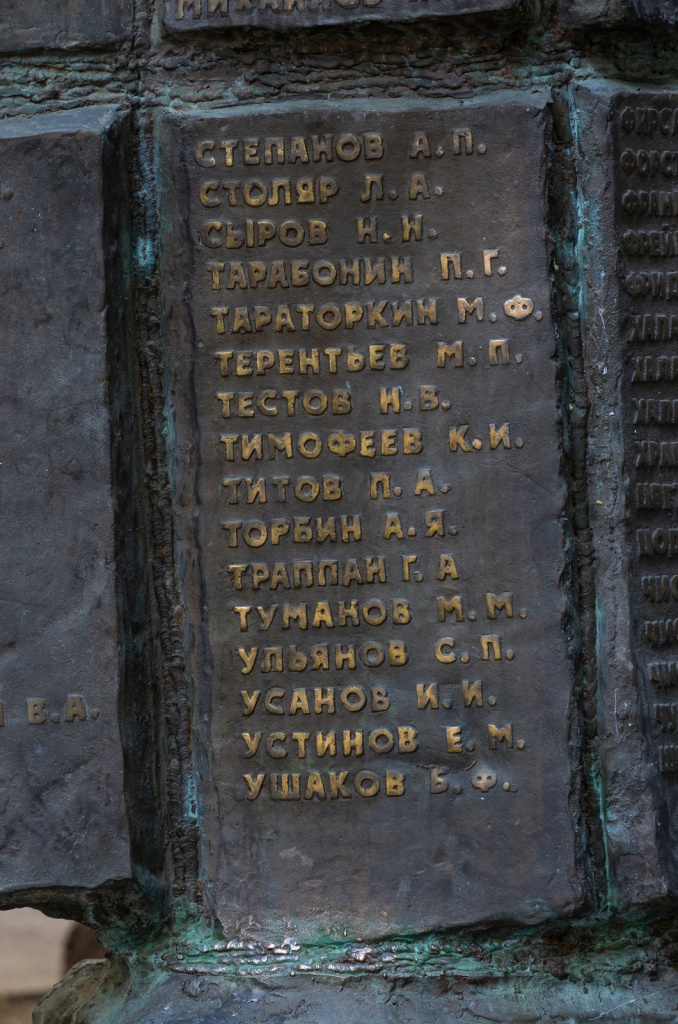 СТЕПАНОВ А.П.
СТОЛЯР Л.А.
СЫРОВ Н.Н.
ТАРАБОНИН П.Г.
ТАРАТОРКИН М.Ф.
ТЕРЕНТЬЕВ М.П.
ТЕСТОВ Н.В.
ТИМОФЕЕВ К.И.
ТИТОВ П.А.
ТОРБИН А.Я.
ТРАППАН Г.А
ТУМАНОВ М.М.
УЛЬЯНОВ С.П.
УСАНОВ И.И.
УСТИНОВ Е.М.
УШАКОВ Б.Ф.
В.А.